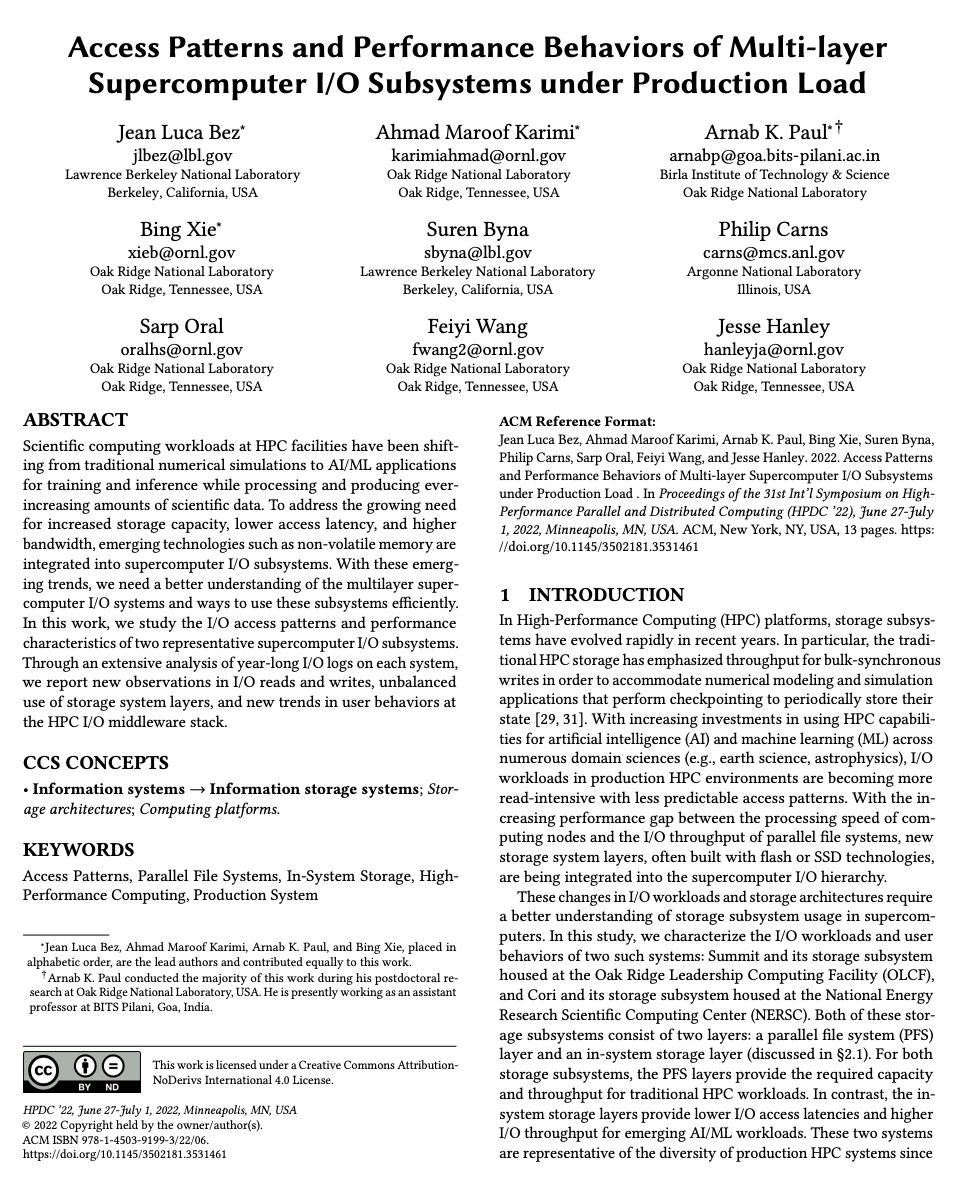 Access Patterns and Performance Behaviors of Multi-layer
Supercomputer I/O Subsystems under Production Load
Jean Luca Bez*
jlbez@lbl.gov
Lawrence Berkeley National Laboratory
Berkeley, California, USA
Ahmad Maroof Karimi*
karimiahmad@ornl.gov
Oak Ridge National Laboratory
Oak Ridge, Tennessee, USA
Arnab K. Paul*†
arnabp@goa.bits-pilani.ac.in
Birla Institute of Technology & Science
Oak Ridge National Laboratory
Bing Xie*
xieb@ornl.gov
Oak Ridge National Laboratory
Oak Ridge, Tennessee, USA
Suren Byna
sbyna@lbl.gov
Lawrence Berkeley National Laboratory
Berkeley, California, USA
Philip Carns
carns@mcs.anl.gov
Argonne National Laboratory
Illinois, USA
Sarp Oral
oralhs@ornl.gov
Oak Ridge National Laboratory
Oak Ridge, Tennessee, USA
Feiyi Wang
fwang2@ornl.gov
Oak Ridge National Laboratory
Oak Ridge, Tennessee, USA
Jesse Hanley
hanleyja@ornl.gov
Oak Ridge National Laboratory
Oak Ridge, Tennessee, USA
ABSTRACT
Scientific computing workloads at HPC facilities have been shift-
ing from traditional numerical simulations to AI/ML applications
for training and inference while processing and producing ever-
increasing amounts of scientific data. To address the growing need
for increased storage capacity, lower access latency, and higher
bandwidth, emerging technologies such as non-volatile memory are
integrated into supercomputer I/O subsystems. With these emerg-
ing trends, we need a better understanding of the multilayer super-
computer I/O systems and ways to use these subsystems efficiently.
In this work, we study the I/O access patterns and performance
characteristics of two representative supercomputer I/O subsystems.
Through an extensive analysis of year-long I/O logs on each system,
we report new observations in I/O reads and writes, unbalanced
use of storage system layers, and new trends in user behaviors at
the HPC I/O middleware stack.
CCS CONCEPTS
• Information systems → Information storage systems; Stor-
age architectures; Computing platforms.
KEYWORDS
Access Patterns, Parallel File Systems, In-System Storage, High-
Performance Computing, Production System
*Jean Luca Bez, Ahmad Maroof Karimi, Arnab K. Paul, and Bing Xie, placed in
alphabetic order, are the lead authors and contributed equally to this work.
†Arnab K. Paul conducted the majority of this work during his postdoctoral re-
search at Oak Ridge National Laboratory, USA. He is presently working as an assistant
professor at BITS Pilani, Goa, India.
cc BY ND
This work is licensed under a Creative Commons Attribution-
NoDerivs International 4.0 License.
HPDC '22, June 27-July 1, 2022, Minneapolis, MN, USA
© 2022 Copyright held by the owner/author(s).
ACM ISBN 978-1-4503-9199-3/22/06.
https://doi.org/10.1145/3502181.3531461
ACM Reference Format:
Jean Luca Bez, Ahmad Maroof Karimi, Arnab K. Paul, Bing Xie, Suren Byna,
Philip Carns, Sarp Oral, Feiyi Wang, and Jesse Hanley. 2022. Access Patterns
and Performance Behaviors of Multi-layer Supercomputer I/O Subsystems
under Production Load . In Proceedings of the 31st Int'l Symposium on High-
Performance Parallel and Distributed Computing (HPDC '22), June 27-July
1, 2022, Minneapolis, MN, USA. ACM, New York, NY, USA, 13 pages. https:
//doi.org/10.1145/3502181.3531461
1 INTRODUCTION
In High-Performance Computing (HPC) platforms, storage subsys-
tems have evolved rapidly in recent years. In particular, the tradi-
tional HPC storage has emphasized throughput for bulk-synchronous
writes in order to accommodate numerical modeling and simulation
applications that perform checkpointing to periodically store their
state [29, 31]. With increasing investments in using HPC capabili-
ties for artificial intelligence (AI) and machine learning (ML) across
numerous domain sciences (e.g., earth science, astrophysics), I/O
workloads in production HPC environments are becoming more
read-intensive with less predictable access patterns. With the in-
creasing performance gap between the processing speed of com-
puting nodes and the I/O throughput of parallel file systems, new
storage system layers, often built with flash or SSD technologies,
are being integrated into the supercomputer I/O hierarchy.
These changes in I/O workloads and storage architectures require
a better understanding of storage subsystem usage in supercom-
puters. In this study, we characterize the I/O workloads and user
behaviors of two such systems: Summit and its storage subsystem
housed at the Oak Ridge Leadership Computing Facility (OLCF),
and Cori and its storage subsystem housed at the National Energy
Research Scientific Computing Center (NERSC). Both of these stor-
age subsystems consist of two layers: a parallel file system (PFS)
layer and an in-system storage layer (discussed in §2.1). For both
storage subsystems, the PFS layers provide the required capacity
and throughput for traditional HPC workloads. In contrast, the in-
system storage layers provide lower I/O access latencies and higher
I/O throughput for emerging AI/ML workloads. These two systems
are representative of the diversity of production HPC systems since